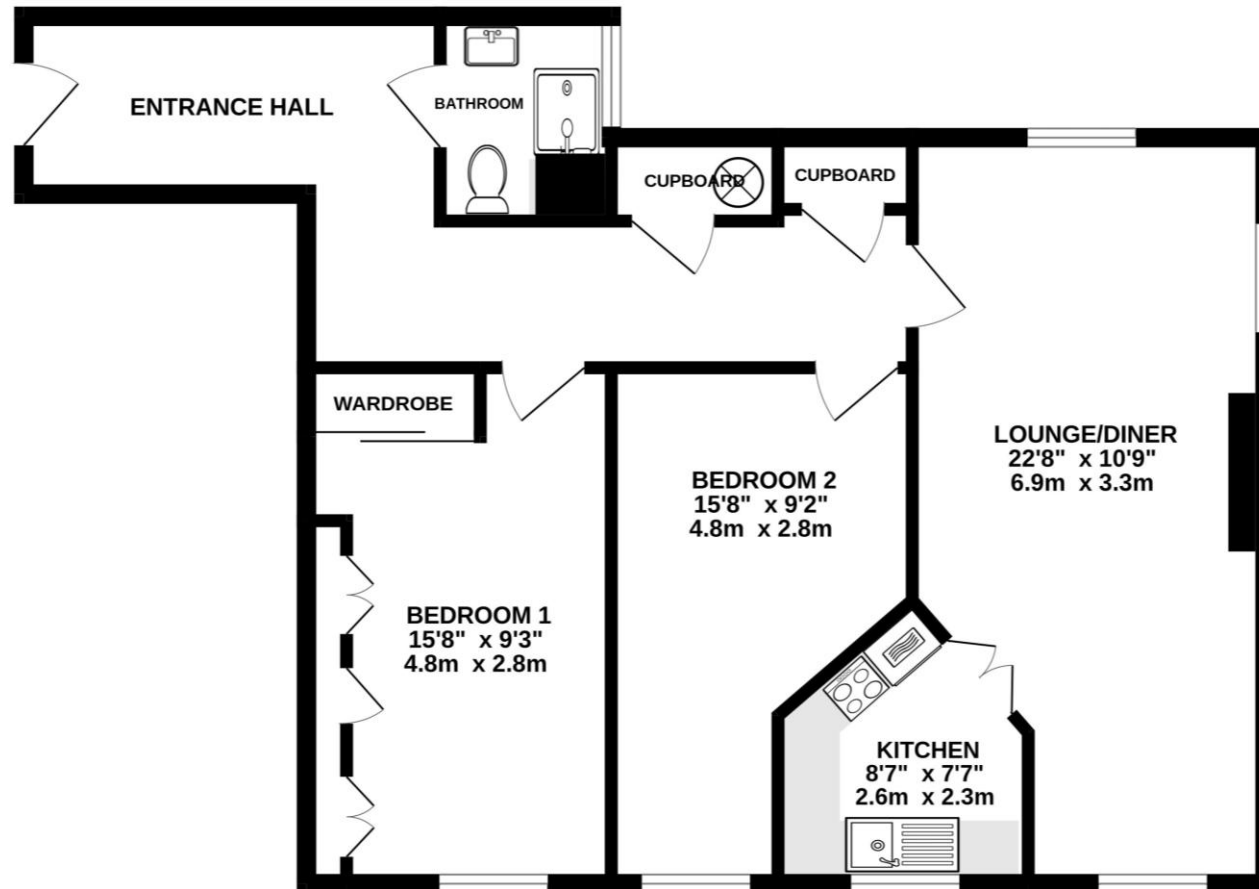 ENTRANCE HALL
BATHROOM
CUPBOARD
CUPBOARD
WARDROBE
LOUNGE/DINER
22'8" x 10'9"
6.9m x 3.3m
BEDROOM 2
15'8" x 9'2"
4.8m x 2.8m
BEDROOM 1
15'8" x 9'3"
4.8m x 2.8m
KITCHEN
8'7" x 7'7"
2.6m x 2.3m